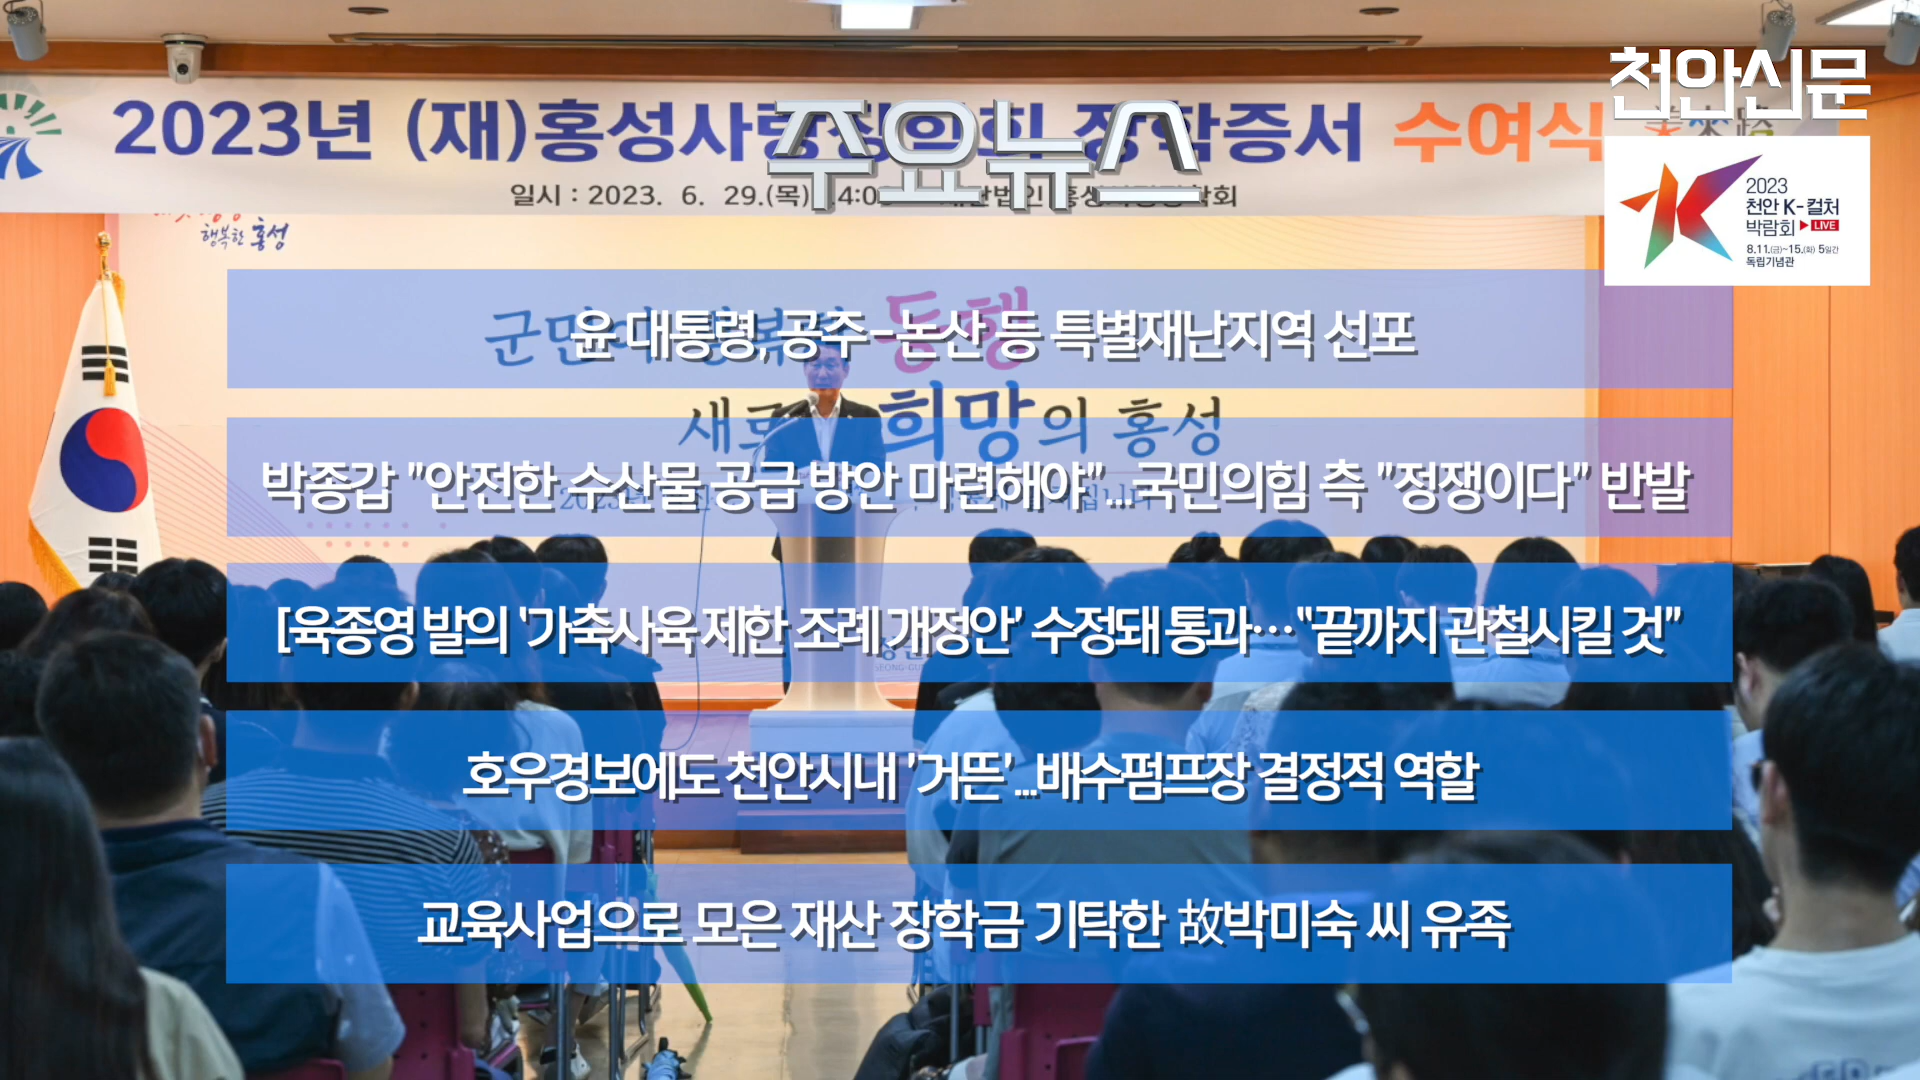 천안신문
2023년 (재)홍성사랑장학회 장학증서 수여식
주요뉴스
일시 : 2023. 6. 29.(목)
2023
천안 K-컬처
박람회 LIVE
8.11.(금)~15.(화) 5일간
독립기념관
행복한 홍성
동행
윤 대통령, 공주-논산 등 특별재난지역 선포
희망의 홍성
박종갑 "안전한 수산물 공급 방안 마련해야"...국민의힘 측 "정쟁이다" 반발
[육종영 발의 '가축사육 제한 조례 개정안' 수정돼 통과…"끝까지 관철시킬 것"
호우경보에도 천안시내 '거뜬'...배수펌프장 결정적 역할
교육사업으로 모은 재산 장학금 기탁한 故박미숙 씨 유족